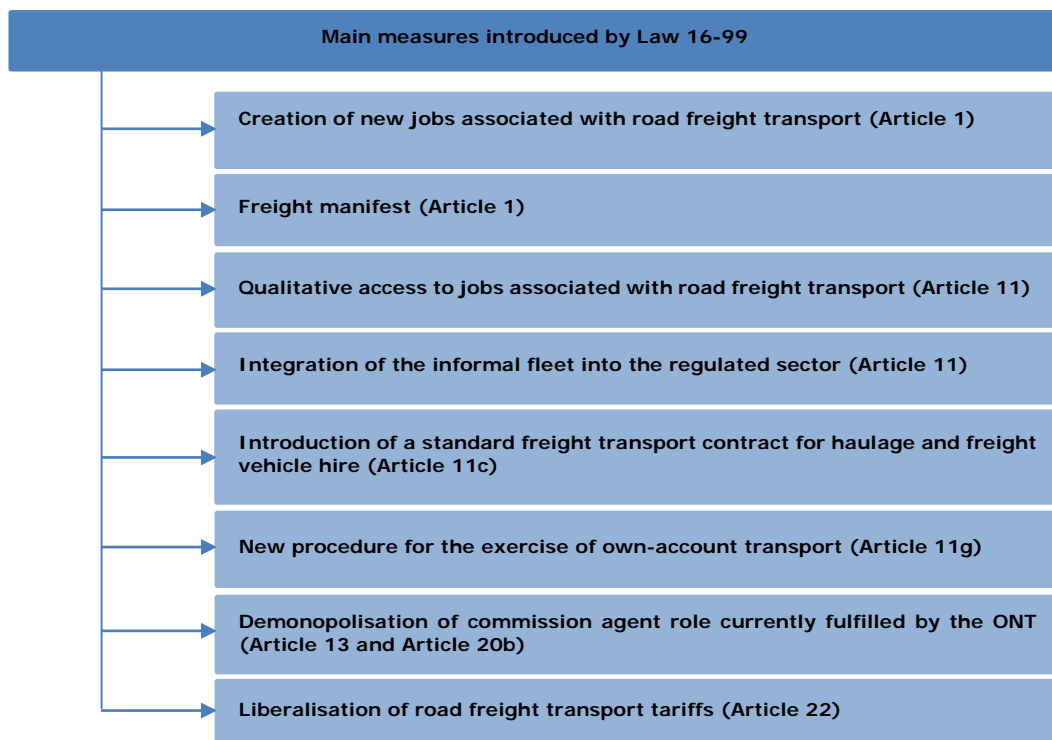 Main measures introduced by Law 16-99
Creation of new jobs associated with road freight transport (Article 1)
Freight manifest (Article 1)
Qualitative access to jobs associated with road freight transport (Article 11)
Integration of the informal fleet into the regulated sector (Article 11)
Introduction of a standard freight transport contract for haulage and freight
vehicle hire (Article 11c)
New procedure for the exercise of own-account transport (Article 11g)
Demonopolisation of commission agent role currently fulfilled by the ONT
(Article 13 and Article 20b)
Liberalisation of road freight transport tariffs (Article 22)